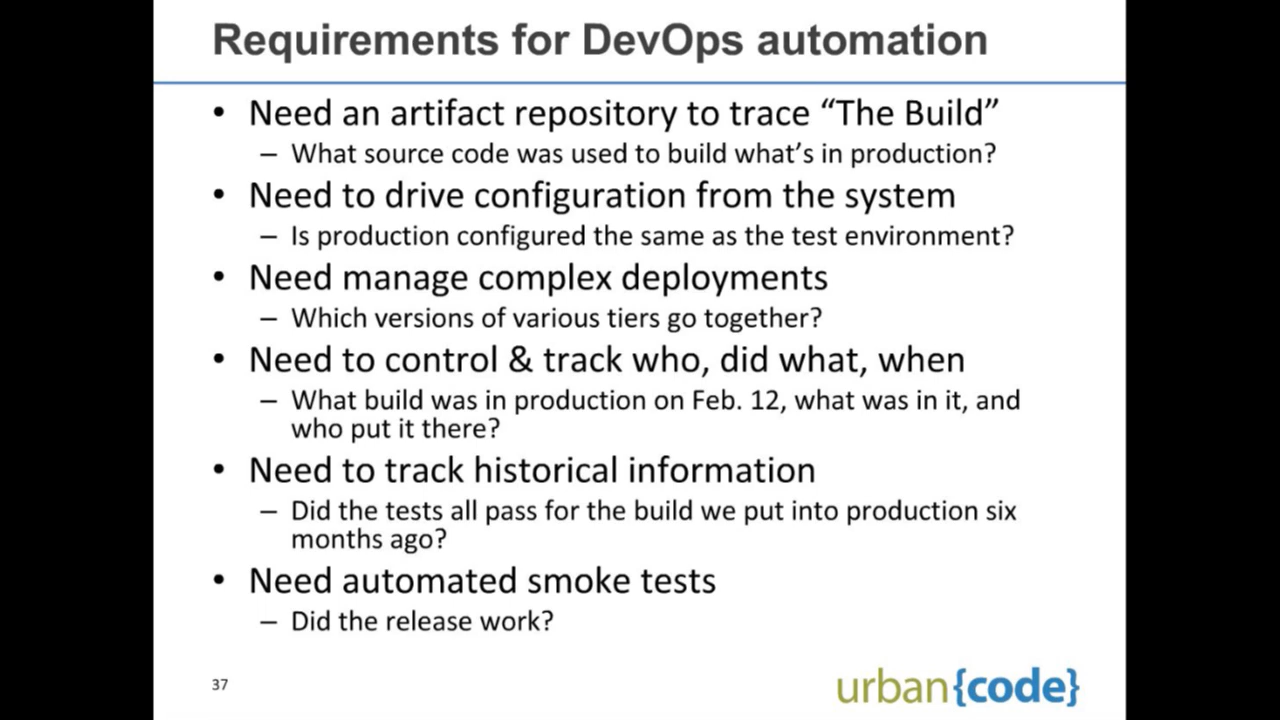 Requirements for DevOps automation
• Need an artifact repository to trace “The Build”
– What source code was used to build what’s in production?
• Need to drive configuration from the system
– Is production configured the same as the test environment?
• Need manage complex deployments
– Which versions of various tiers go together?
• Need to control & track who, did what, when
– What build was in production on Feb. 12, what was in it, and
who put it there?
• Need to track historical information
– Did the tests all pass for the build we put into production six
months ago?
• Need automated smoke tests
– Did the release work?
37
urban{code}